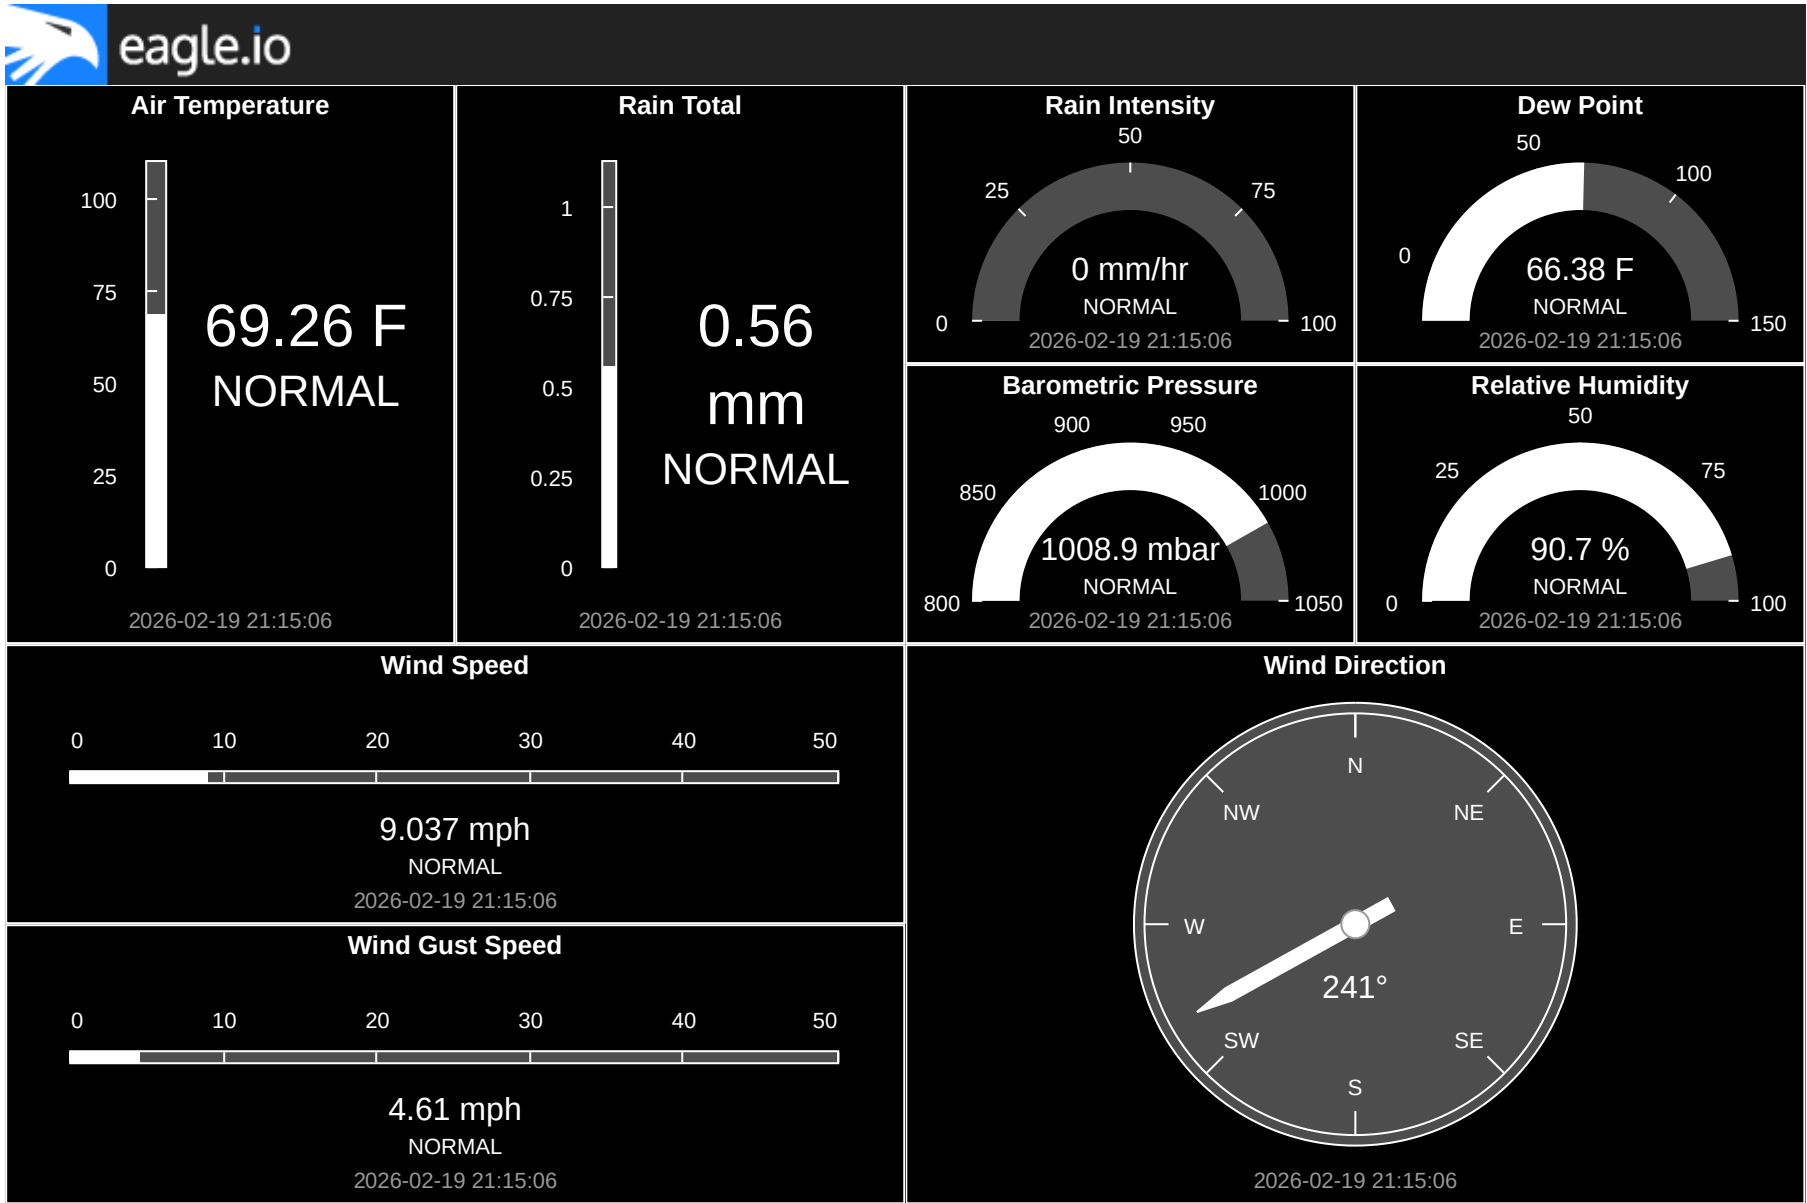 eagle.io
Air Temperature
100
75
50
25
0
69.26 F
NORMAL
2026-02-19 21:15:06
Rain Total
1
0.75
0.5
0.25
0
0.56
mm
NORMAL
2026-02-19 21:15:06
Rain Intensity
0
25
50
75
100
0 mm/hr
NORMAL
2026-02-19 21:15:06
Dew Point
0
50
100
150
66.38 F
NORMAL
2026-02-19 21:15:06
Barometric Pressure
800
850
900
950
1000
1050
1008.9 mbar
NORMAL
2026-02-19 21:15:06
Relative Humidity
0
25
50
75
100
90.7 %
NORMAL
2026-02-19 21:15:06
Wind Speed
0 10 20 30 40 50
9.037 mph
NORMAL
2026-02-19 21:15:06
Wind Gust Speed
0 10 20 30 40 50
4.61 mph
NORMAL
2026-02-19 21:15:06
Wind Direction
N
NW NE
W E
241°
SW SE
S
2026-02-19 21:15:06